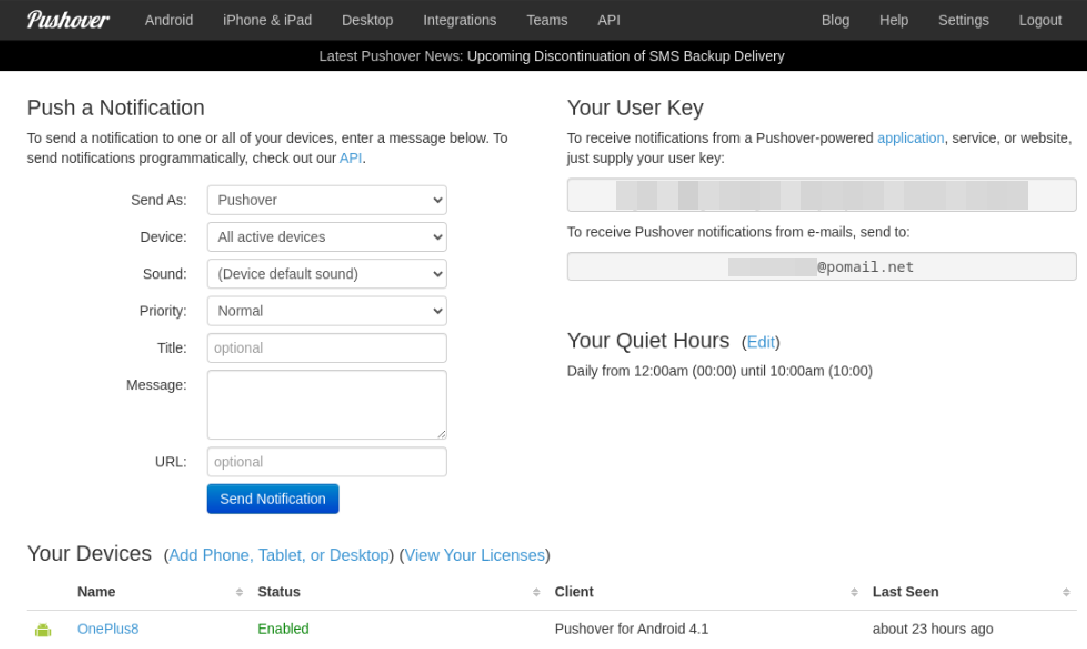 Pushover Android iPhone & iPad Desktop Integrations Teams API Blog Help Settings Logout
Latest Pushover News: Upcoming Discontinuation of SMS Backup Delivery
Push a Notification
To send a notification to one or all of your devices, enter a message below. To
send notifications programmatically, check out our API.
Send As: Pushover
Device: All active devices
Sound: (Device default sound)
Priority: Normal
Title: optional
Message:
URL: optional
Send Notification
Your User Key
To receive notifications from a Pushover-powered application, service, or website,
just supply your user key:
To receive Pushover notifications from e-mails, send to:
@pomail.net
Your Quiet Hours (Edit)
Daily from 12:00am (00:00) until 10:00am (10:00)
Your Devices (Add Phone, Tablet, or Desktop) (View Your Licenses)
Name Status Client Last Seen
OnePlus8 Enabled Pushover for Android 4.1 about 23 hours ago